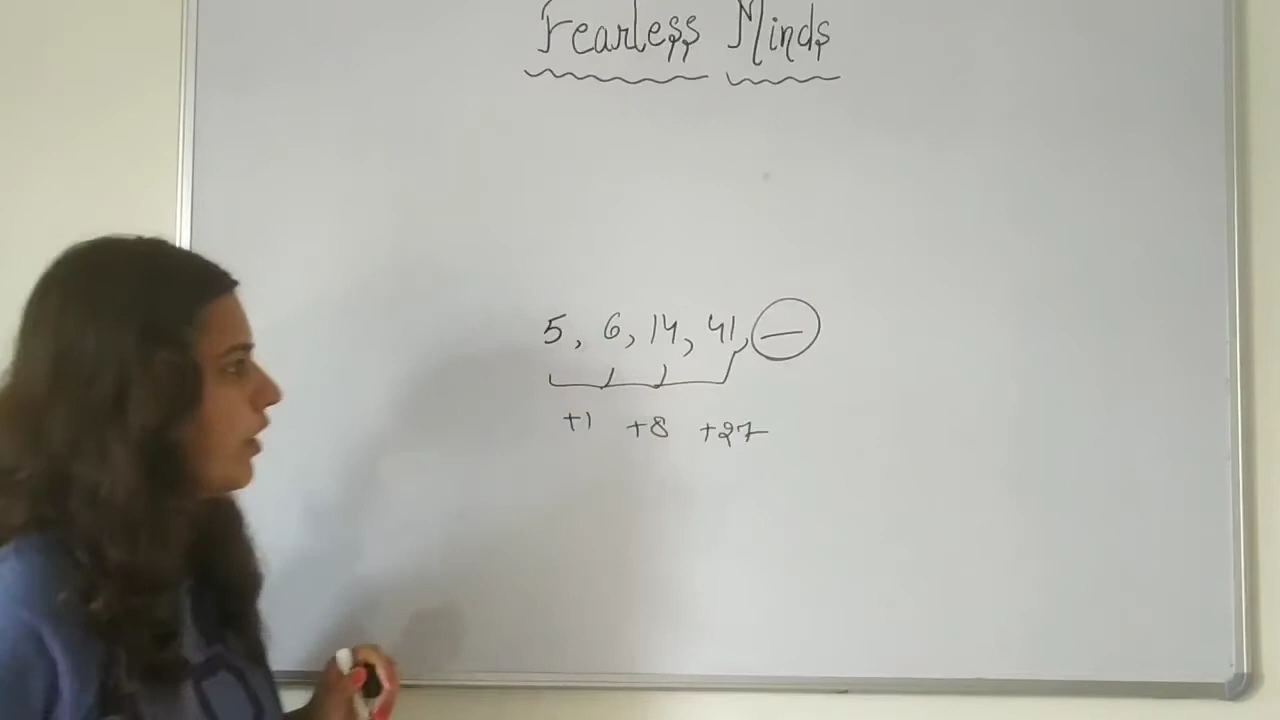 Fearless Minds
5, 6, 14, 41, —
+1 +8 +27